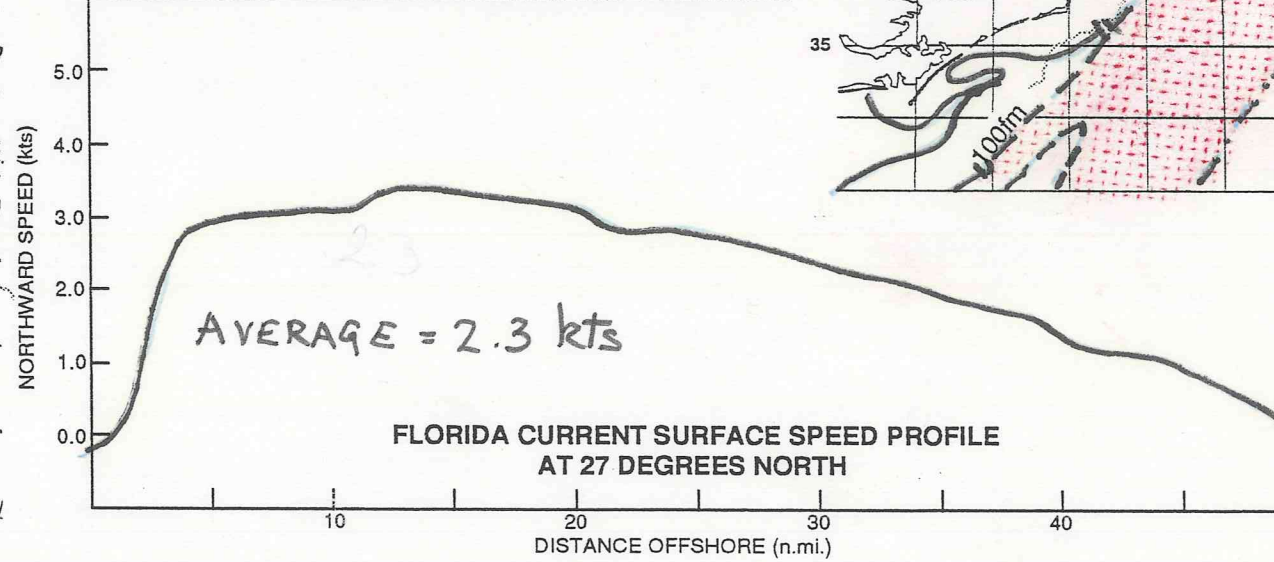 35
100fm
5.0
4.0
3.0
2.0
1.0
0.0
NORTHWARD SPEED (kts)
23
AVERAGE = 2.3 kts
FLORIDA CURRENT SURFACE SPEED PROFILE
AT 27 DEGREES NORTH
10
20
30
40
DISTANCE OFFSHORE (n.mi.)